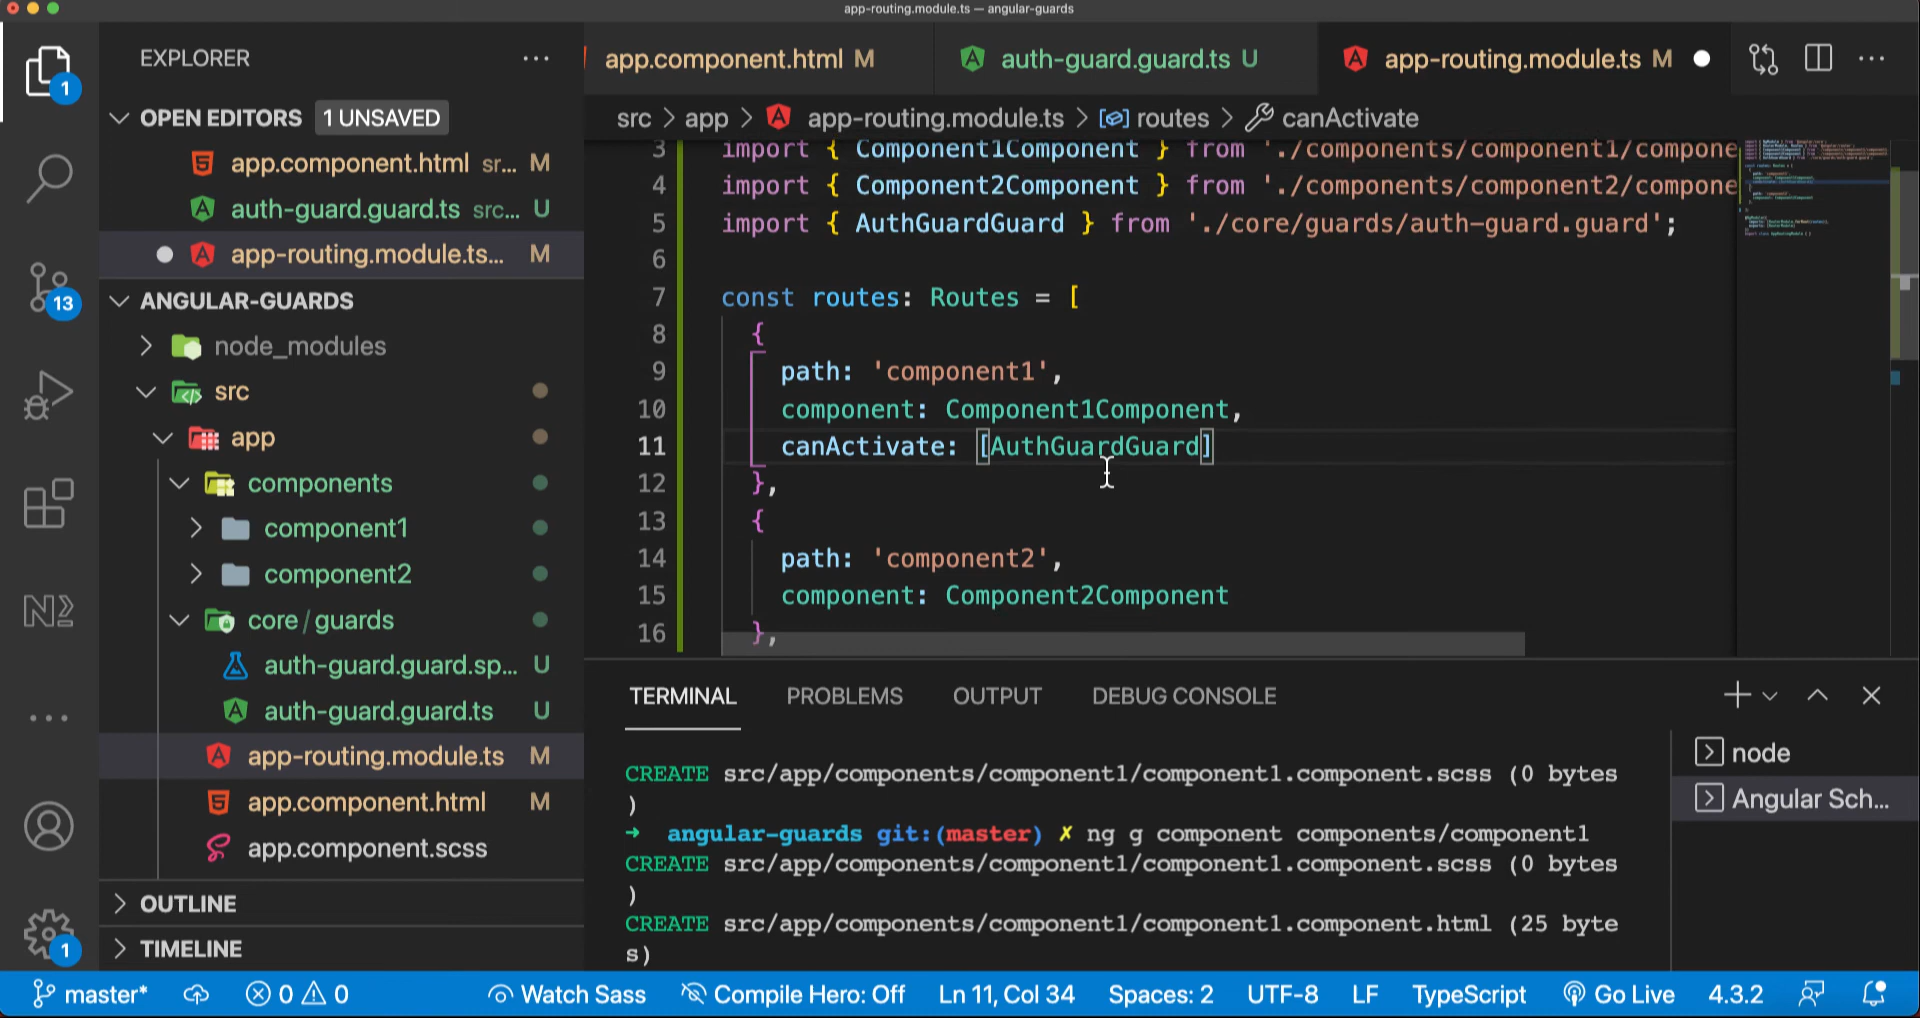 app-routing.module.ts — angular-guards
EXPLORER
OPEN EDITORS 1 UNSAVED
app.component.html sr... M
auth-guard.guard.ts src... U
app-routing.module.ts... M
ANGULAR-GUARDS
node_modules
src
app
components
component1
component2
core / guards
auth-guard.guard.sp... U
auth-guard.guard.ts U
app-routing.module.ts M
app.component.html M
app.component.scss
OUTLINE
TIMELINE
1
13
1
app.component.html M
auth-guard.guard.ts U
app-routing.module.ts M
src > app > app-routing.module.ts > routes > canActivate
3 import { Component1Component } from './components/component1/compone
4 import { Component2Component } from './components/component2/compone
5 import { AuthGuardGuard } from './core/guards/auth-guard.guard';
6
7 const routes: Routes = [
8 {
9 path: 'component1',
10 component: Component1Component,
11 canActivate: [AuthGuardGuard]
12 },
13 {
14 path: 'component2',
15 component: Component2Component
16 },
TERMINAL PROBLEMS OUTPUT DEBUG CONSOLE
CREATE src/app/components/component1/component1.component.scss (0 bytes
)
➜ angular-guards git:(master) ✗ ng g component components/component1
CREATE src/app/components/component1/component1.component.scss (0 bytes
)
CREATE src/app/components/component1/component1.component.html (25 byte
s)
node
Angular Sch...
master* 0 0 Watch Sass Compile Hero: Off Ln 11, Col 34 Spaces: 2 UTF-8 LF TypeScript Go Live 4.3.2